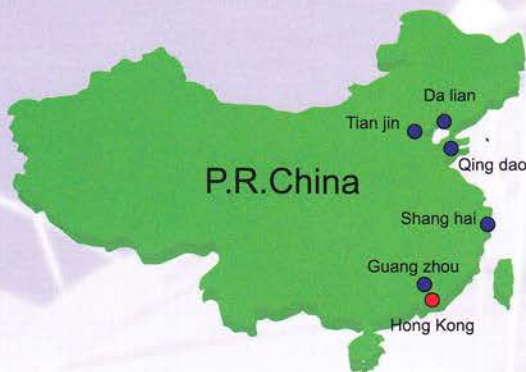 Da lian
Tian jin
Qing dao
P.R.China
Shang hai
Guang zhou
Hong Kong